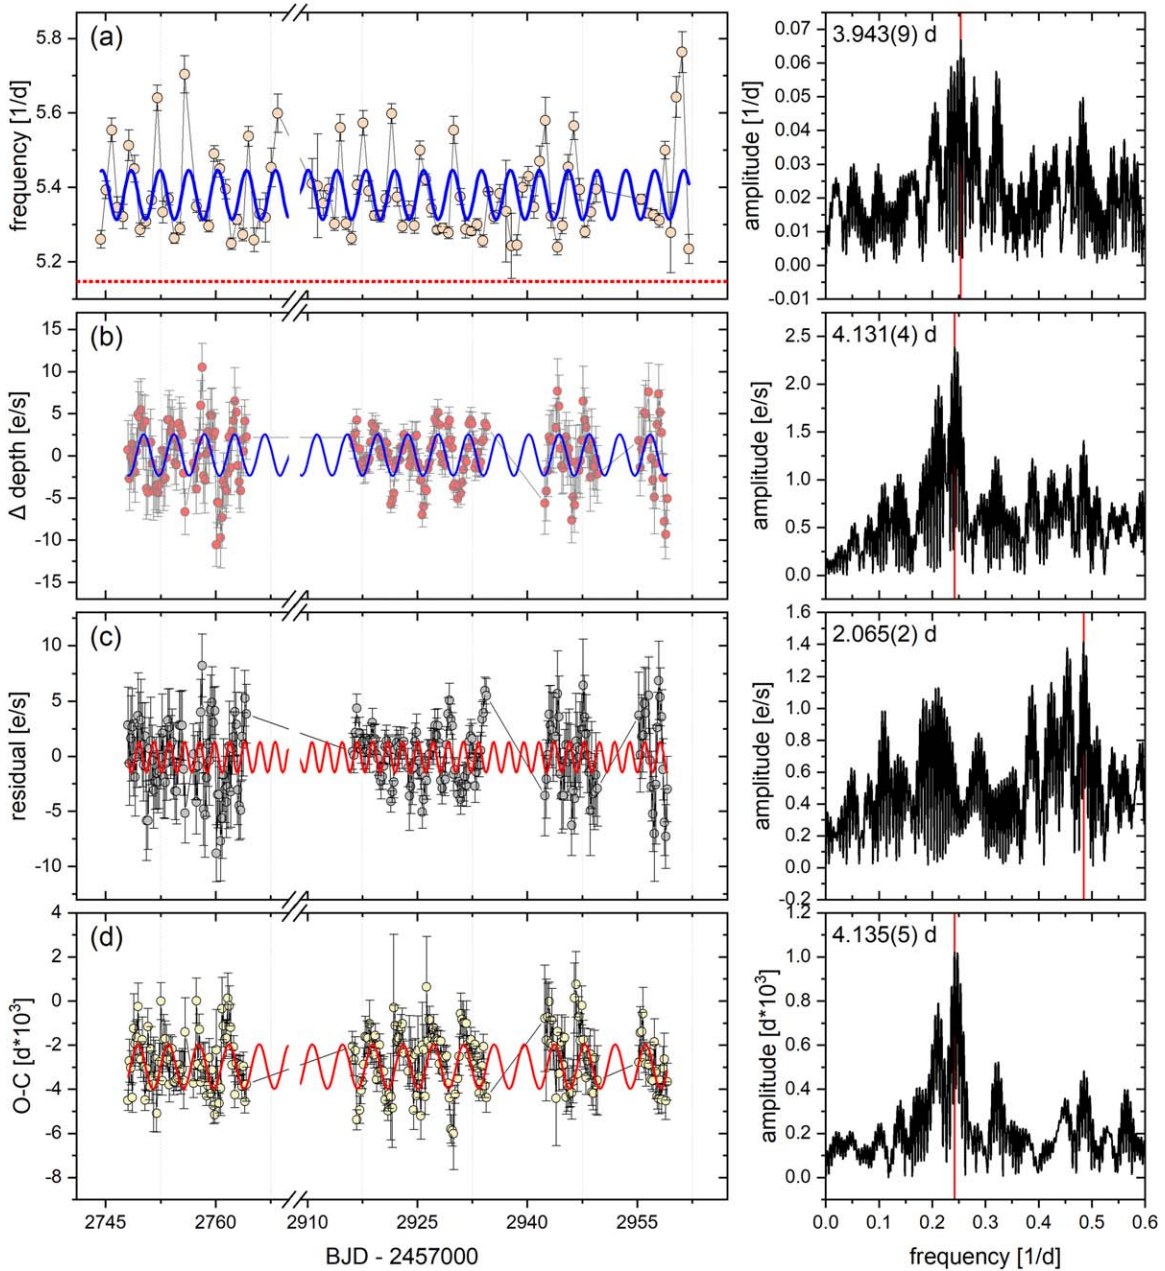 (a)
frequency [1/d]
5.8
5.6
5.4
5.2
3.943(9) d
amplitude [1/d]
0.07
0.06
0.05
0.04
0.03
0.02
0.01
0.00
-0.01
(b)
Δ depth [e/s]
15
10
5
0
-5
-10
-15
4.131(4) d
amplitude [e/s]
2.5
2.0
1.5
1.0
0.5
0.0
(c)
residual [e/s]
10
5
0
-5
-10
2.065(2) d
amplitude [e/s]
1.6
1.4
1.2
1.0
0.8
0.6
0.4
0.2
0.0
-0.2
(d)
O-C [d*10³]
4
2
0
-2
-4
-6
-8
4.135(5) d
amplitude [d*10³]
1.2
1.0
0.8
0.6
0.4
0.2
0.0
2745 2760 2910 2925 2940 2955
BJD - 2457000
0.0 0.1 0.2 0.3 0.4 0.5 0.6
frequency [1/d]